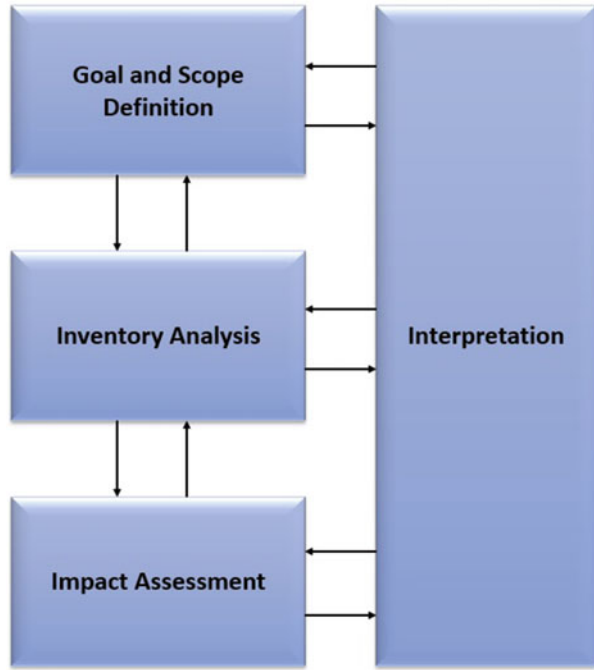 Goal and Scope
Definition
Inventory Analysis
Interpretation
Impact Assessment